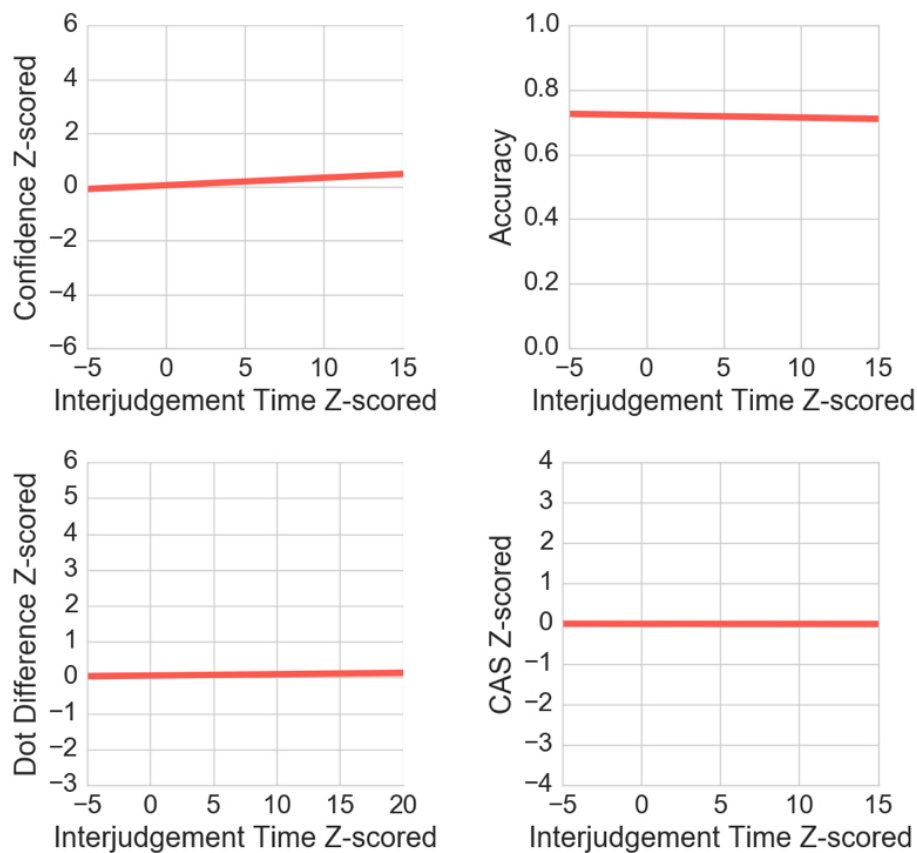 Confidence Z-scored
6
4
2
0
−2
−4
−6
−5 0 5 10 15
Interjudgement Time Z-scored
Accuracy
1.0
0.8
0.6
0.4
0.2
0.0
−5 0 5 10 15
Interjudgement Time Z-scored
Dot Difference Z-scored
6
5
4
3
2
1
0
−1
−2
−3
−5 0 5 10 15 20
Interjudgement Time Z-scored
CAS Z-scored
4
3
2
1
0
−1
−2
−3
−4
−5 0 5 10 15
Interjudgement Time Z-scored